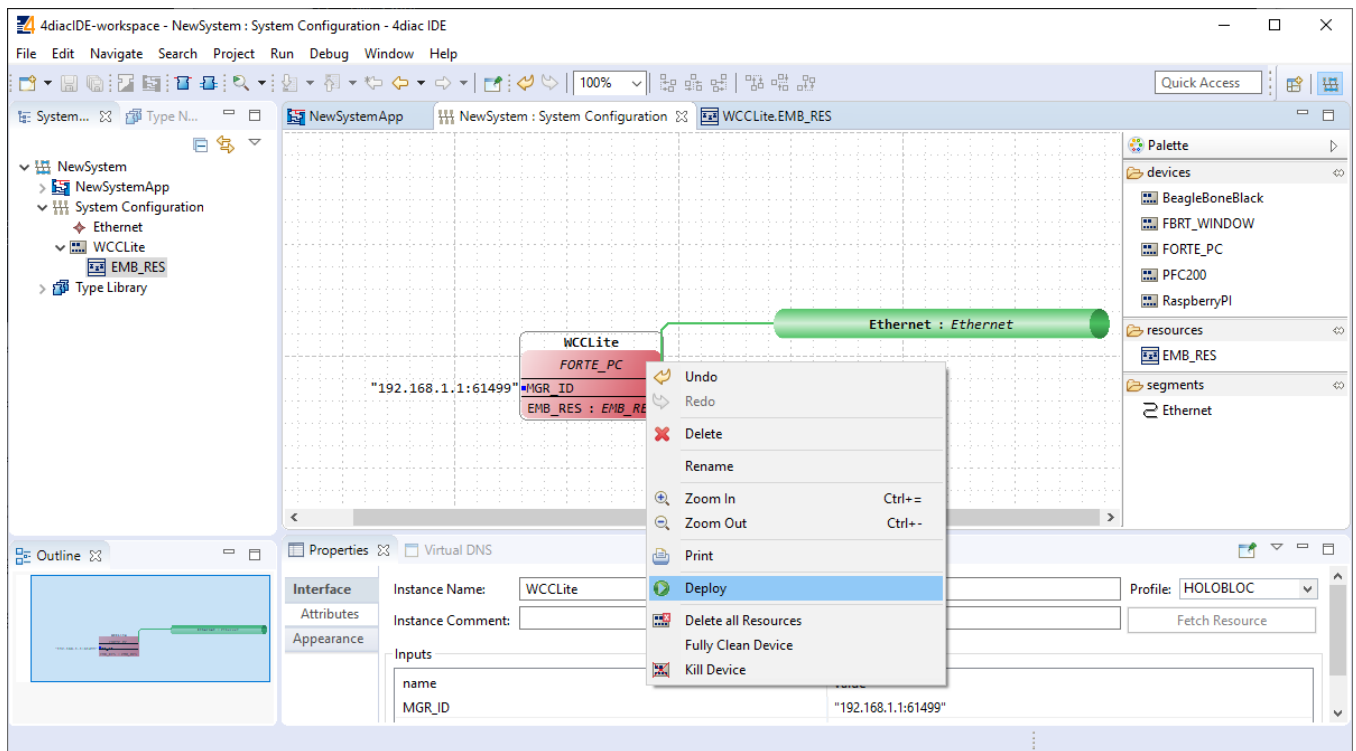 4diacIDE-workspace - NewSystem : System Configuration - 4diac IDE
File Edit Navigate Search Project Run Debug Window Help
100%
Quick Access
System...
Type N...
NewSystemApp
NewSystem : System Configuration
WCCLite.EMB_RES
NewSystem
NewSystemApp
System Configuration
Ethernet
WCCLite
EMB_RES
Type Library
Ethernet : Ethernet
WCCLite
FORTE_PC
"192.168.1.1:61499"
MGR_ID
EMB_RES : EMB_RE
Undo
Redo
Delete
Rename
Zoom In Ctrl+=
Zoom Out Ctrl+-
Print
Deploy
Delete all Resources
Fully Clean Device
Kill Device
Palette
devices
BeagleBoneBlack
FBRT_WINDOW
FORTE_PC
PFC200
RaspberryPI
resources
EMB_RES
segments
Ethernet
Outline
Properties
Virtual DNS
Interface
Attributes
Appearance
Instance Name: WCCLite
Profile: HOLOBLOC
Instance Comment:
Fetch Resource
Inputs
name value
MGR_ID "192.168.1.1:61499"